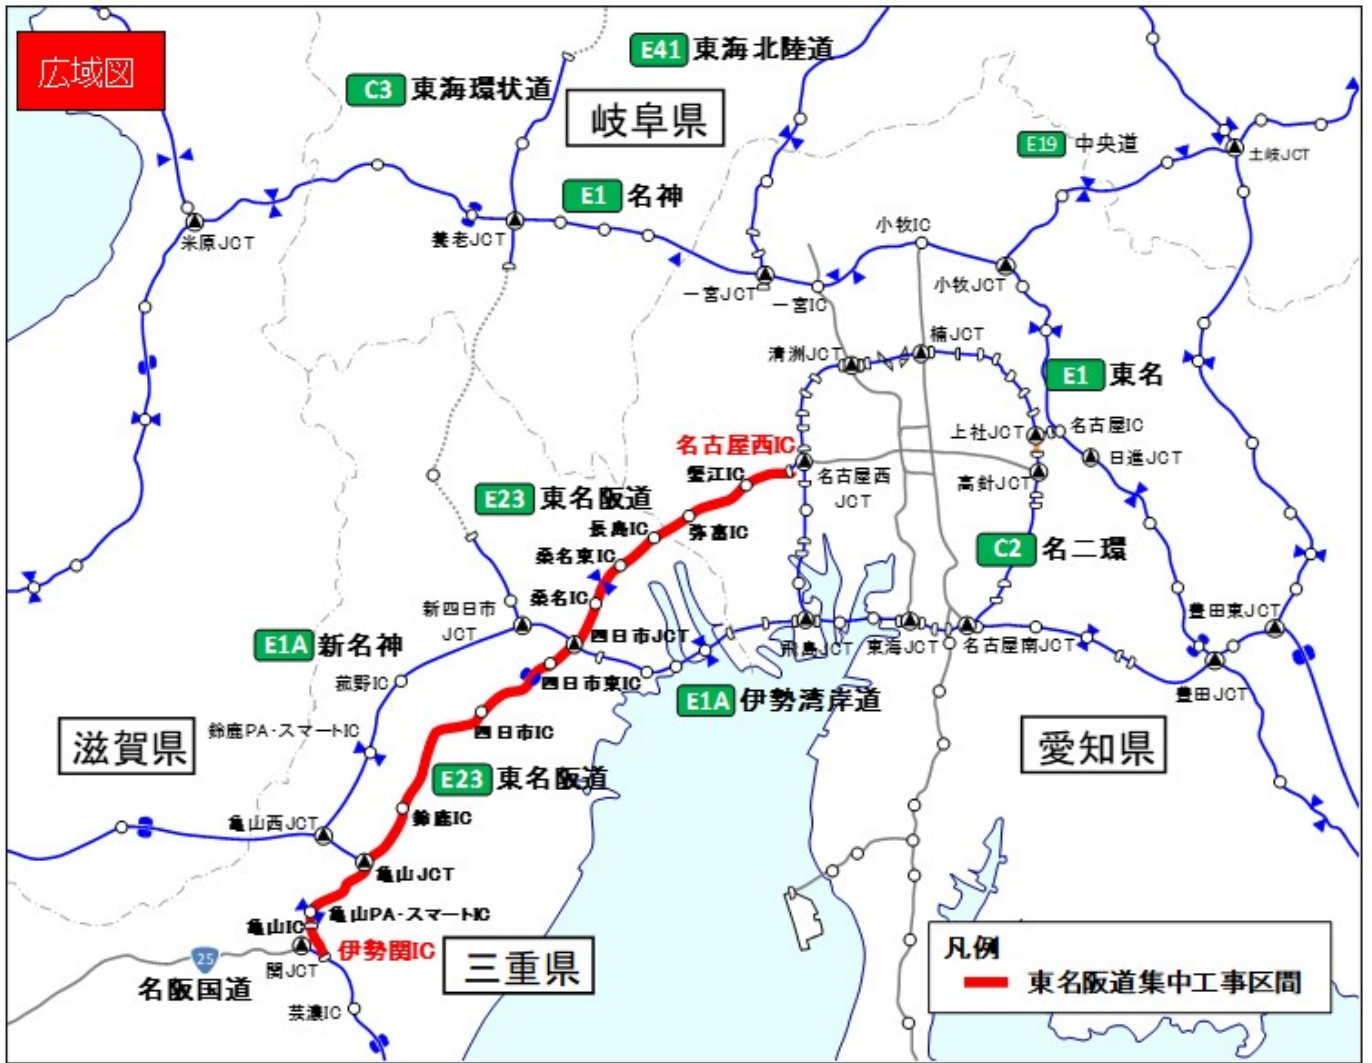 広域図
E41 東海北陸道
C3 東海環状道
岐阜県
E19 中央道
土岐JCT
E1 名神
米原JCT
養老JCT
小牧IC
小牧JCT
一宮JCT
一宮IC
楠JCT
清洲JCT
E1 東名
上社JCT
名古屋IC
日進JCT
名古屋西IC
蟹江IC
名古屋西
JCT
高針JCT
E23 東名阪道
長島IC
弥富IC
桑名東IC
C2 名二環
桑名IC
新四日市
JCT
四日市JCT
E1A 新名神
飛島JCT
東海JCT
名古屋南JCT
豊田東JCT
菰野IC
四日市東IC
E1A 伊勢湾岸道
豊田JCT
鈴鹿PA・スマートIC
四日市IC
滋賀県
愛知県
E23 東名阪道
亀山西JCT
鈴鹿IC
亀山JCT
亀山PA・スマートIC
亀山IC
伊勢関IC
25
関JCT
名阪国道
三重県
芸濃IC
凡例
東名阪道集中工事区間